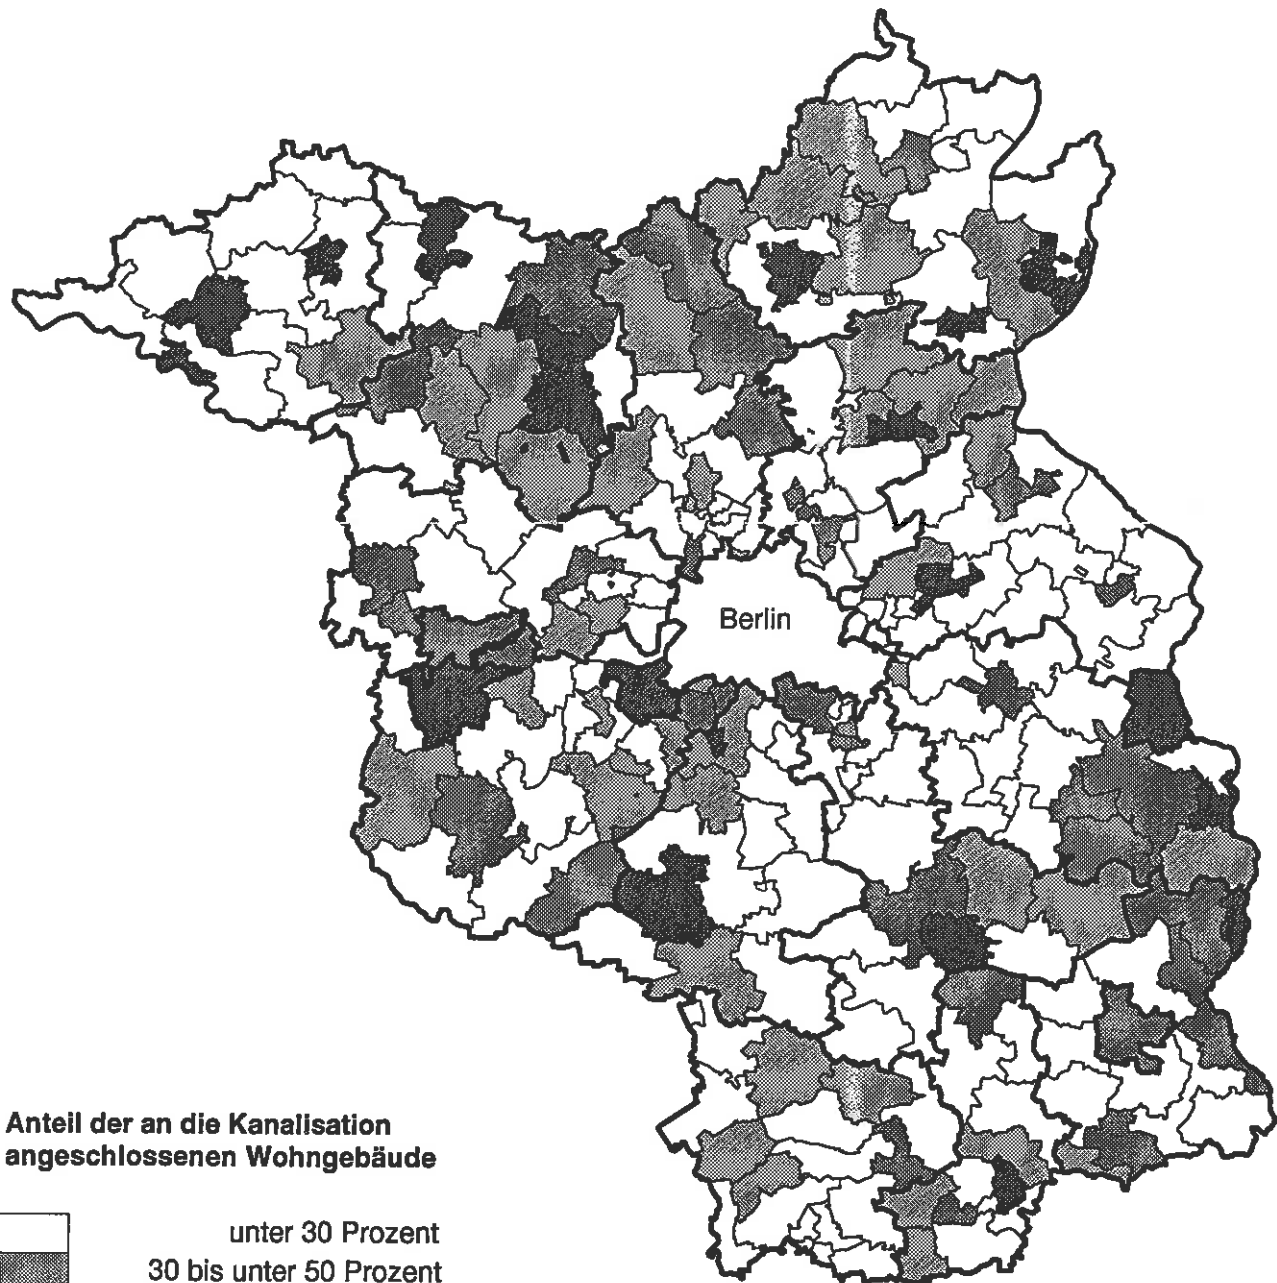 Berlin
Anteil der an die Kanalisation
angeschlossenen Wohngebäude
unter 30 Prozent
30 bis unter 50 Prozent